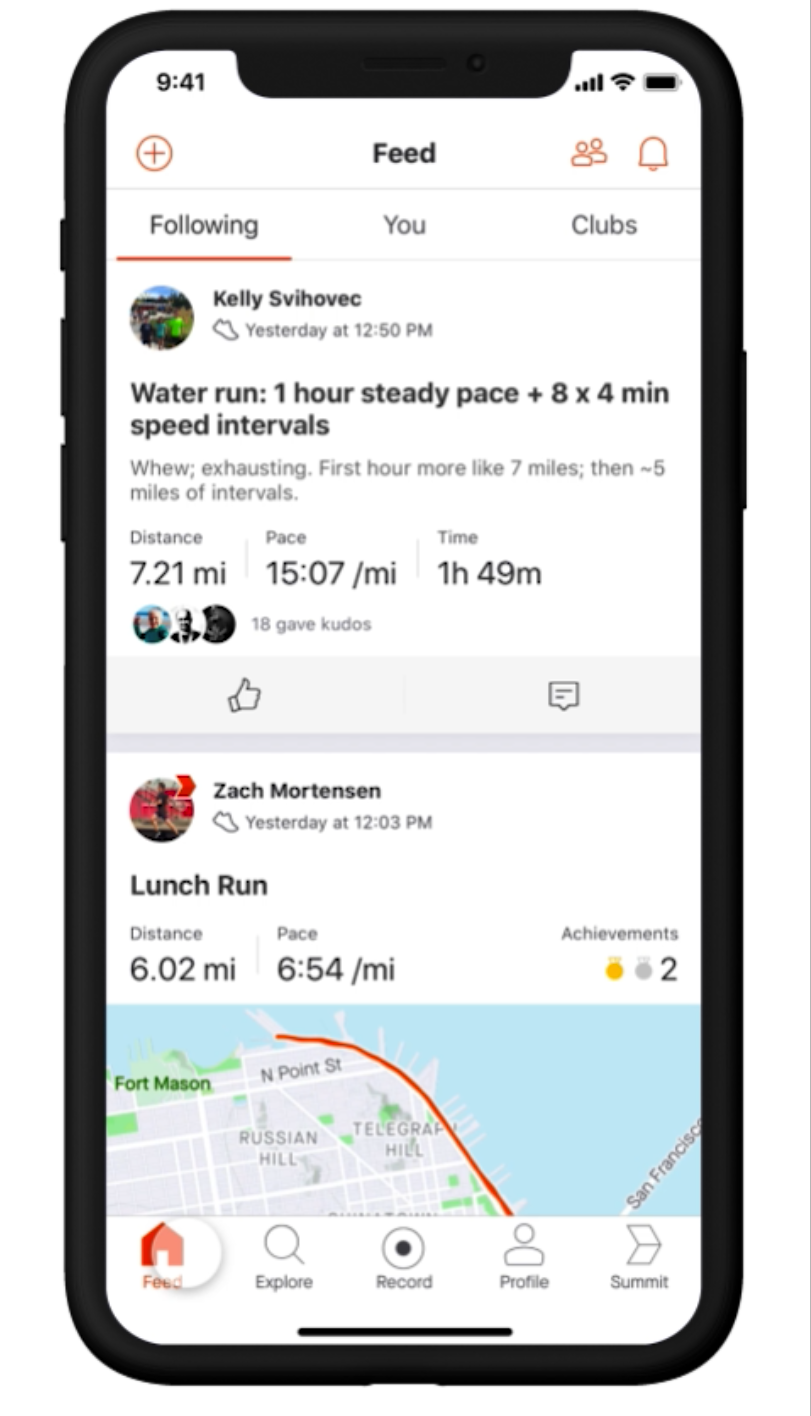 9:41
Feed
Following You Clubs
Kelly Svihovec
Yesterday at 12:50 PM
Water run: 1 hour steady pace + 8 x 4 min
speed intervals
Whew; exhausting. First hour more like 7 miles; then ~5
miles of intervals.
Distance Pace Time
7.21 mi 15:07 /mi 1h 49m
18 gave kudos
Zach Mortensen
Yesterday at 12:03 PM
Lunch Run
Distance Pace Achievements
6.02 mi 6:54 /mi 2
N Point St
Fort Mason
TELEGRAPH
RUSSIAN
HILL
HILL
San Francisco
Feed Explore Record Profile Summit